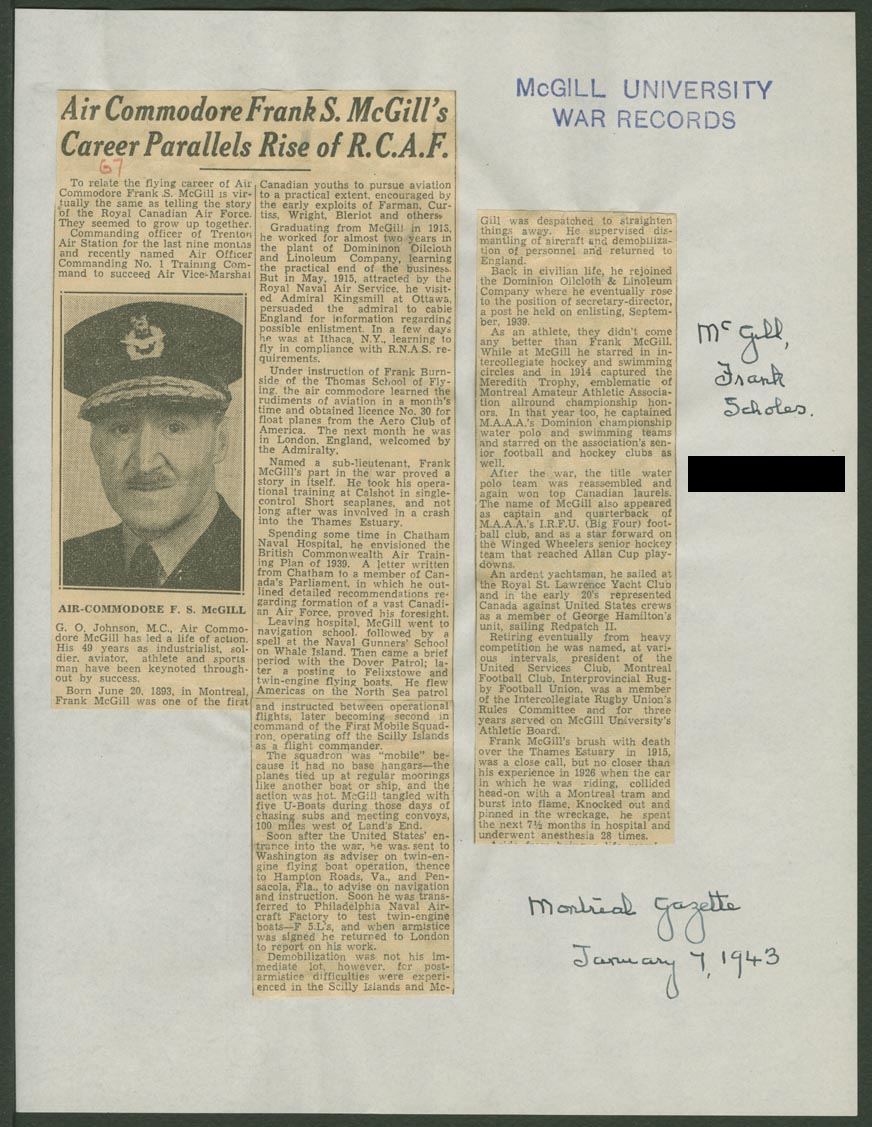 McGILL UNIVERSITY
WAR RECORDS
Air Commodore Frank S. McGill's
Career Parallels Rise of R.C.A.F.
67
To relate the flying career of Air
Commodore Frank S. McGill is vir-
tually the same as telling the story
of the Royal Canadian Air Force.
They seemed to grow up together.
Commanding officer of Trenton
Air Station for the last nine months
and recently named Air Officer
Commanding No. 1 Training Com-
mand to succeed Air Vice-Marshal
AIR-COMMODORE F. S. McGILL
G. O. Johnson, M.C., Air Commo-
dore McGill has led a life of action.
His 49 years as industrialist, sol-
dier, aviator, athlete and sports
man have been keynoted through-
out by success.
Born June 20, 1893, in Montreal,
Frank McGill was one of the first
Canadian youths to pursue aviation
to a practical extent, encouraged by
the early exploits of Farman, Cur-
tiss, Wright, Bleriot and others.
Graduating from McGill in 1913,
he worked for almost two years in
the plant of Domininon Oilcloth
and Linoleum Company, learning
the practical end of the business.
But in May, 1915, attracted by the
Royal Naval Air Service, he visit-
ed Admiral Kingsmill at Ottawa,
persuaded the admiral to cable
England for information regarding
possible enlistment. In a few days
he was at Ithaca, N.Y., learning to
fly in compliance with R.N.A.S. re-
quirements.
Under instruction of Frank Burn-
side of the Thomas School of Fly-
ing, the air commodore learned the
rudiments of aviation in a month's
time and obtained licence No. 30 for
float planes from the Aero Club of
America. The next month he was
in London, England, welcomed by
the Admiralty.
Named a sub-lieutenant, Frank
McGill's part in the war proved a
story in itself. He took his opera-
tional training at Calshot in single-
control Short seaplanes, and not
long after was involved in a crash
into the Thames Estuary.
Spending some time in Chatham
Naval Hospital, he envisioned the
British Commonwealth Air Train-
ing Plan of 1939. A letter written
from Chatham to a member of Can-
ada's Parliament, in which he out-
lined detailed recommendations re-
garding formation of a vast Canadi-
an Air Force, proved his foresight.
Leaving hospital, McGill went to
navigation school, followed by a
spell at the Naval Gunners' School
on Whale Island. Then came a brief
period with the Dover Patrol; la-
ter a posting to Felixstowe and
twin-engine flying boats. He flew
Americas on the North Sea patrol
and instructed between operational
flights, later becoming second in
command of the First Mobile Squad-
ron, operating off the Scilly Islands
as a flight commander.
The squadron was "mobile" be-
cause it had no base hangars—the
planes tied up at regular moorings
like another boat or ship, and the
action was hot. McGill tangled with
five U-Boats during those days of
chasing subs and meeting convoys,
100 miles west of Land's End.
Soon after the United States' en-
trance into the war, he was sent to
Washington as adviser on twin-en-
gine flying boat operation, thence
to Hampton Roads, Va., and Pen-
sacola, Fla., to advise on navigation
and instruction. Soon he was trans-
ferred to Philadelphia Naval Air-
craft Factory to test twin-engine
boats—F 5.L's, and when armistice
was signed he returned to London
to report on his work.
Demobilization was not his im-
mediate lot, however, for post-
armistice difficulties were experi-
enced in the Scilly Islands and Mc-
Gill was despatched to straighten
things away. He supervised dis-
mantling of aircraft and demobiliza-
tion of personnel and returned to
England.
Back in civilian life, he rejoined
the Dominion Oilcloth & Linoleum
Company where he eventually rose
to the position of secretary-director,
a post he held on enlisting, Septem-
ber, 1939.
As an athlete, they didn't come
any better than Frank McGill.
While at McGill he starred in in-
tercollegiate hockey and swimming
circles and in 1914 captured the
Meredith Trophy, emblematic of
Montreal Amateur Athletic Associa-
tion allround championship hon-
ors. In that year too, he captained
M.A.A.A.'s Dominion championship
water polo and swimming teams
and starred on the association's sen-
ior football and hockey clubs as
well.
After the war, the title water
polo team was reassembled and
again won top Canadian laurels.
The name of McGill also appeared
as captain and quarterback of
M.A.A.A.'s I.R.F.U. (Big Four) foot-
ball club, and as a star forward on
the Winged Wheelers senior hockey
team that reached Allan Cup play-
downs.
An ardent yachtsman, he sailed at
the Royal St. Lawrence Yacht Club
and in the early 20's represented
Canada against United States crews
as a member of George Hamilton's
unit, sailing Redpatch II.
Retiring eventually from heavy
competition he was named, at vari-
ous intervals, president of the
United Services Club, Montreal
Football Club, Interprovincial Rug-
by Football Union, was a member
of the Intercollegiate Rugby Union's
Rules Committee and for three
years served on McGill University's
Athletic Board.
Frank McGill's brush with death
over the Thames Estuary in 1915,
was a close call, but no closer than
his experience in 1926 when the car
in which he was riding, collided
head-on with a Montreal tram and
burst into flame. Knocked out and
pinned in the wreckage, he spent
the next 7½ months in hospital and
underwent anesthesia 28 times.
McGill,
Frank
Scholes.
Montreal Gazette
January 7, 1943